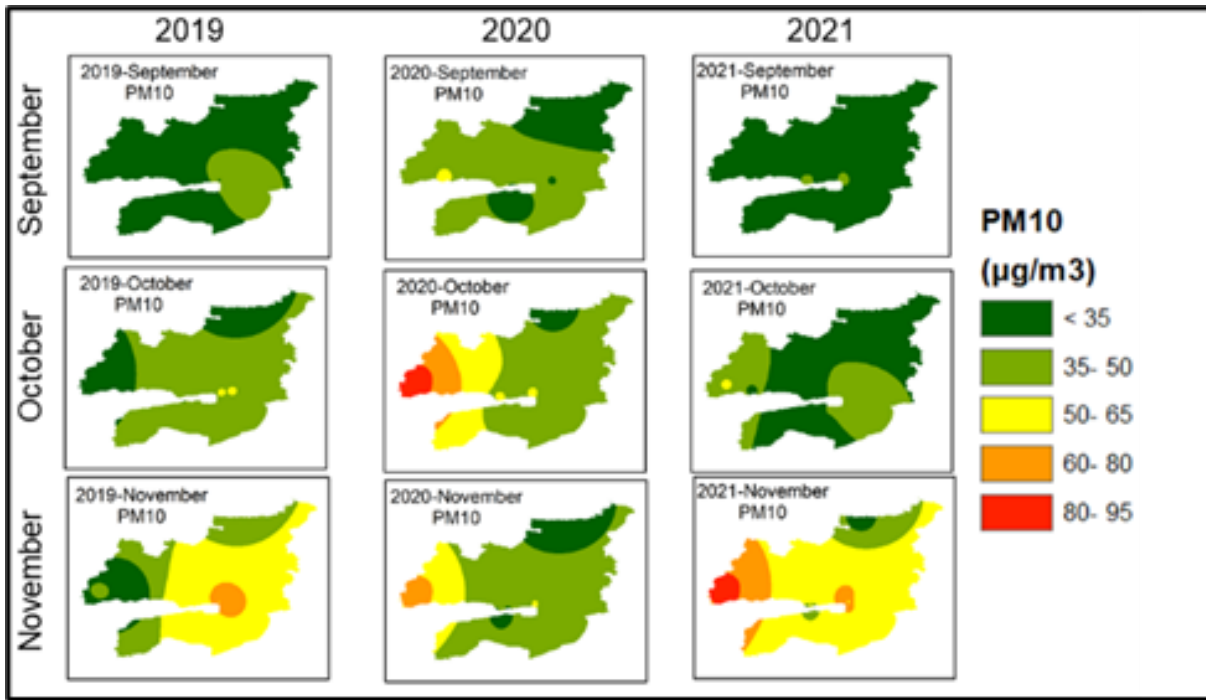 2019 2020 2021
September
2019-September
PM10
2020-September
PM10
2021-September
PM10
October
2019-October
PM10
2020-October
PM10
2021-October
PM10
November
2019-November
PM10
2020-November
PM10
2021-November
PM10
PM10
(µg/m3)
< 35
35- 50
50- 65
60- 80
80- 95